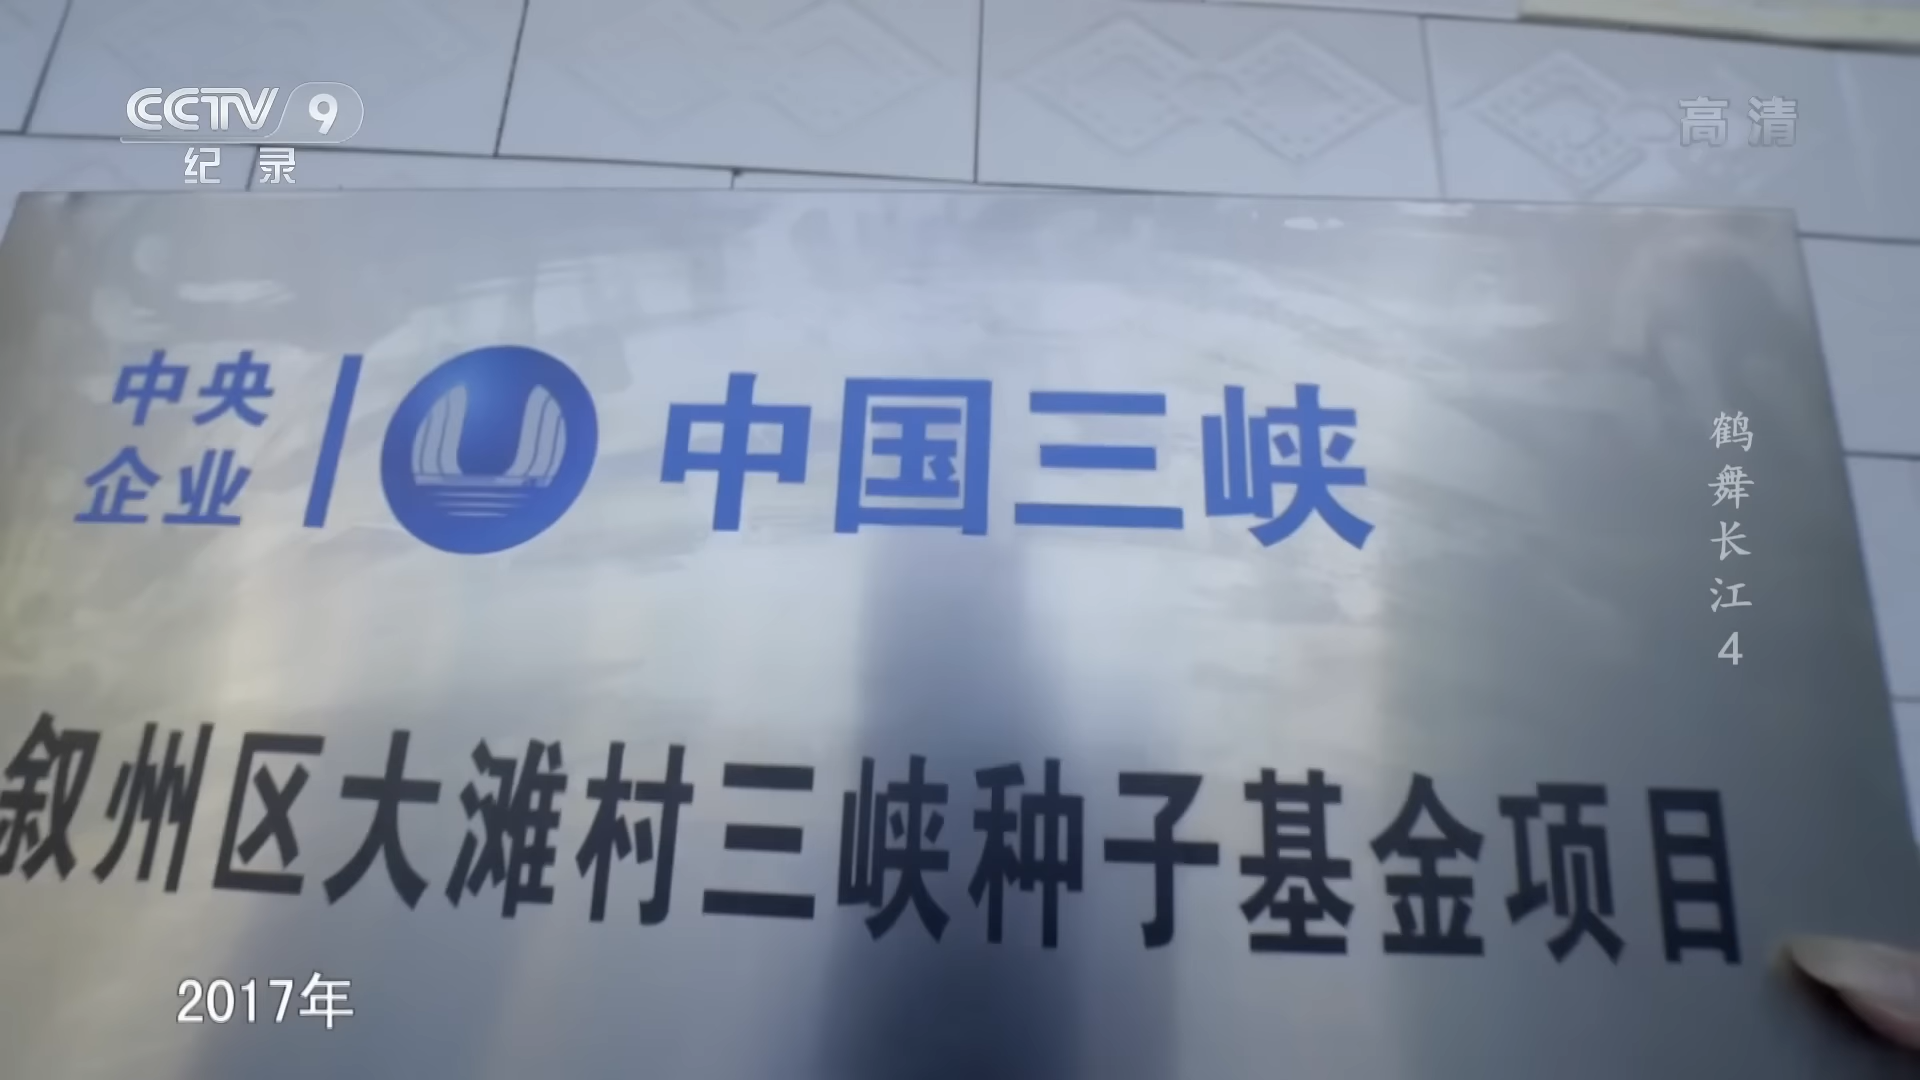 CCTV 9
纪录
高清
中央
企业
中国三峡
鹤舞长江4
叙州区大滩村三峡种子基金项目
2017年